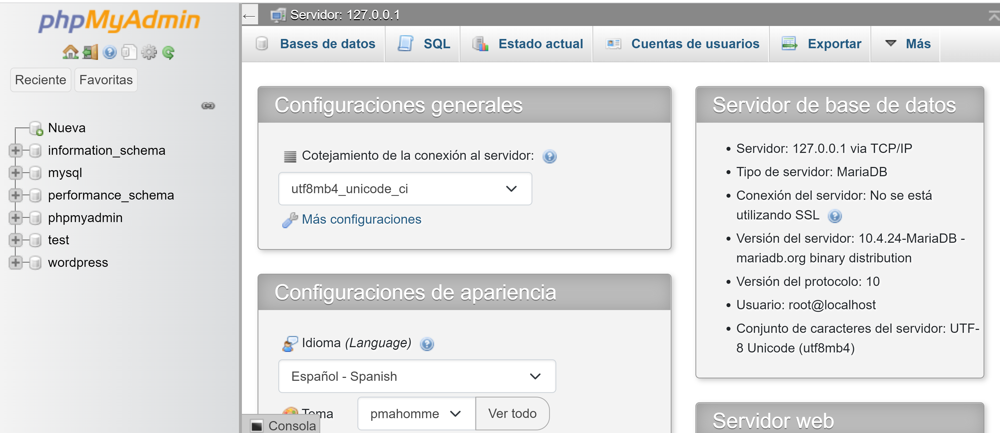 phpMyAdmin
Reciente
Favoritas
Nueva
information_schema
mysql
performance_schema
phpmyadmin
test
wordpress
Servidor: 127.0.0.1
Bases de datos
SQL
Estado actual
Cuentas de usuarios
Exportar
Más
Configuraciones generales
Cotejamiento de la conexión al servidor:
utf8mb4_unicode_ci
Más configuraciones
Configuraciones de apariencia
Idioma (Language)
Español - Spanish
Tema
pmahomme
Ver todo
Consola
Servidor de base de datos
• Servidor: 127.0.0.1 via TCP/IP
• Tipo de servidor: MariaDB
• Conexión del servidor: No se está
utilizando SSL
• Versión del servidor: 10.4.24-MariaDB -
mariadb.org binary distribution
• Versión del protocolo: 10
• Usuario: root@localhost
• Conjunto de caracteres del servidor: UTF-
8 Unicode (utf8mb4)
Servidor web